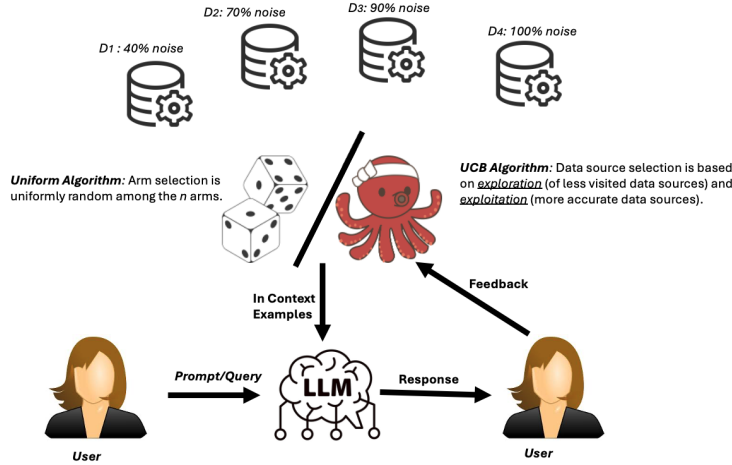 D1 : 40% noise
D2: 70% noise
D3: 90% noise
D4: 100% noise
Uniform Algorithm: Arm selection is
uniformly random among the n arms.
UCB Algorithm: Data source selection is based
on exploration (of less visited data sources) and
exploitation (more accurate data sources).
In Context
Examples
Feedback
Prompt/Query
LLM
Response
User
User